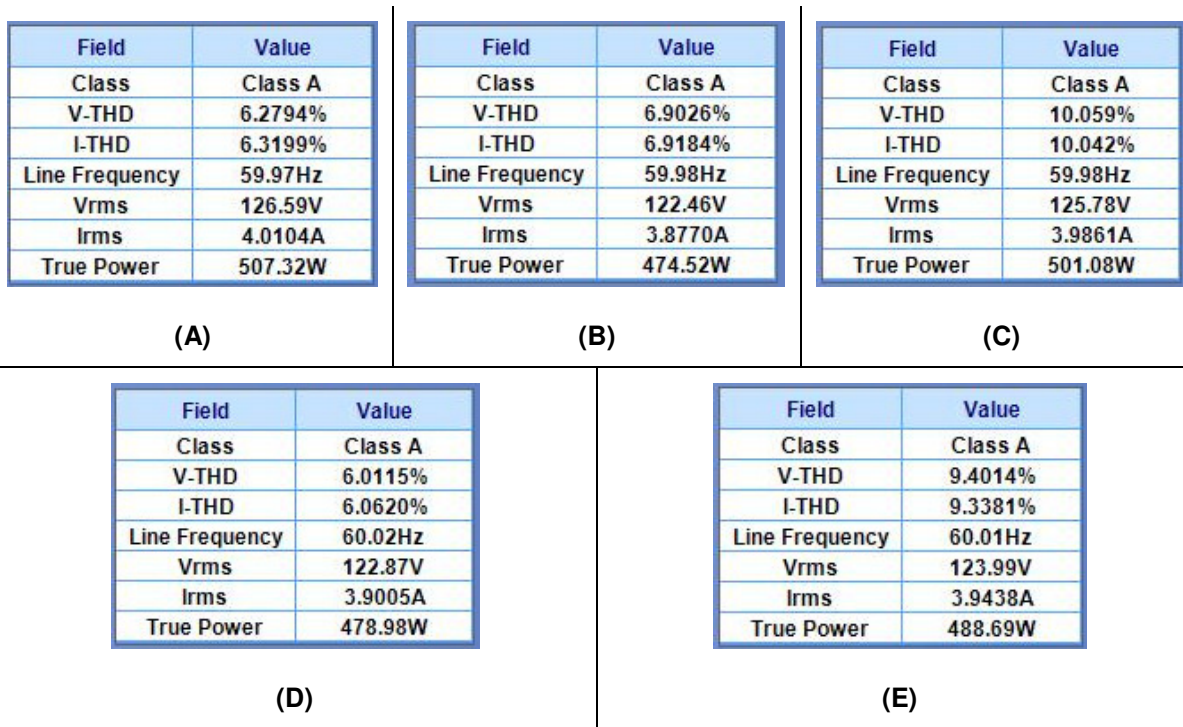 Field Value
Class Class A
V-THD 6.2794%
I-THD 6.3199%
Line Frequency 59.97Hz
Vrms 126.59V
Irms 4.0104A
True Power 507.32W
(A)
Field Value
Class Class A
V-THD 6.9026%
I-THD 6.9184%
Line Frequency 59.98Hz
Vrms 122.46V
Irms 3.8770A
True Power 474.52W
(B)
Field Value
Class Class A
V-THD 10.059%
I-THD 10.042%
Line Frequency 59.98Hz
Vrms 125.78V
Irms 3.9861A
True Power 501.08W
(C)
Field Value
Class Class A
V-THD 6.0115%
I-THD 6.0620%
Line Frequency 60.02Hz
Vrms 122.87V
Irms 3.9005A
True Power 478.98W
(D)
Field Value
Class Class A
V-THD 9.4014%
I-THD 9.3381%
Line Frequency 60.01Hz
Vrms 123.99V
Irms 3.9438A
True Power 488.69W
(E)